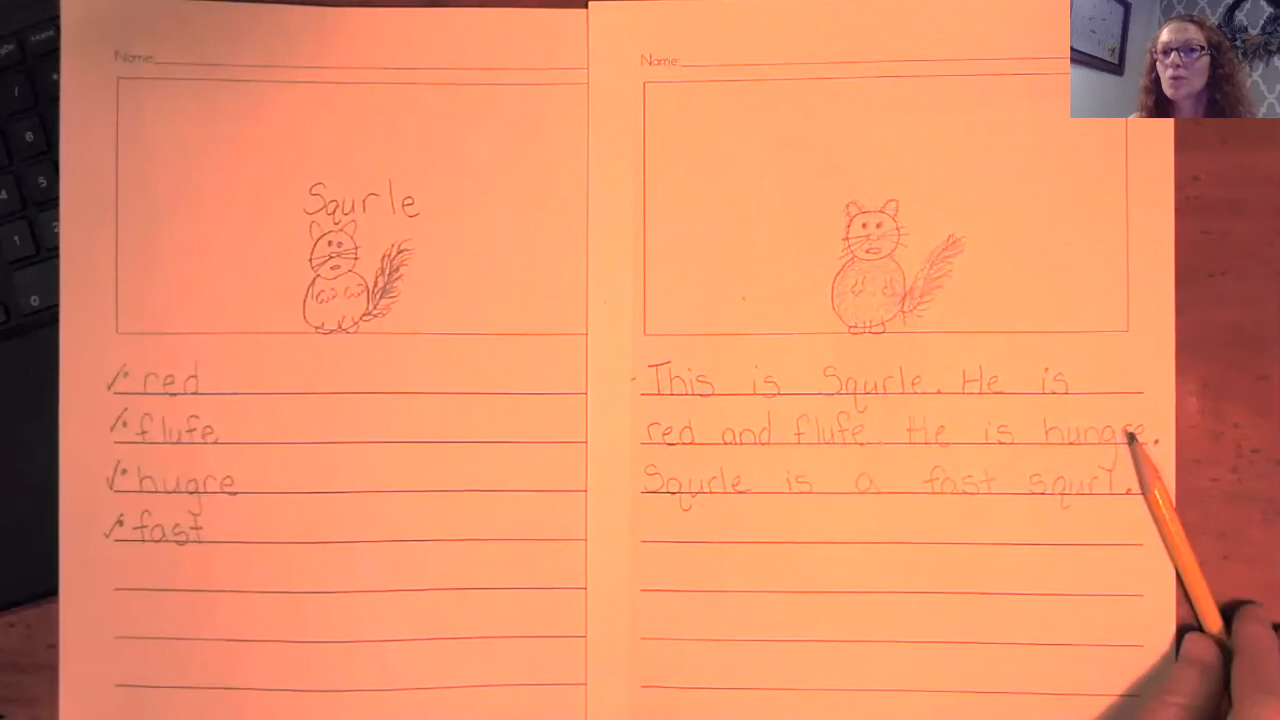 Name:
Squrle
red
flufe
hugre
fast
Name:
This is Squrle. He is
red and flufe. He is hungre.
Squrle is a fast squrl.